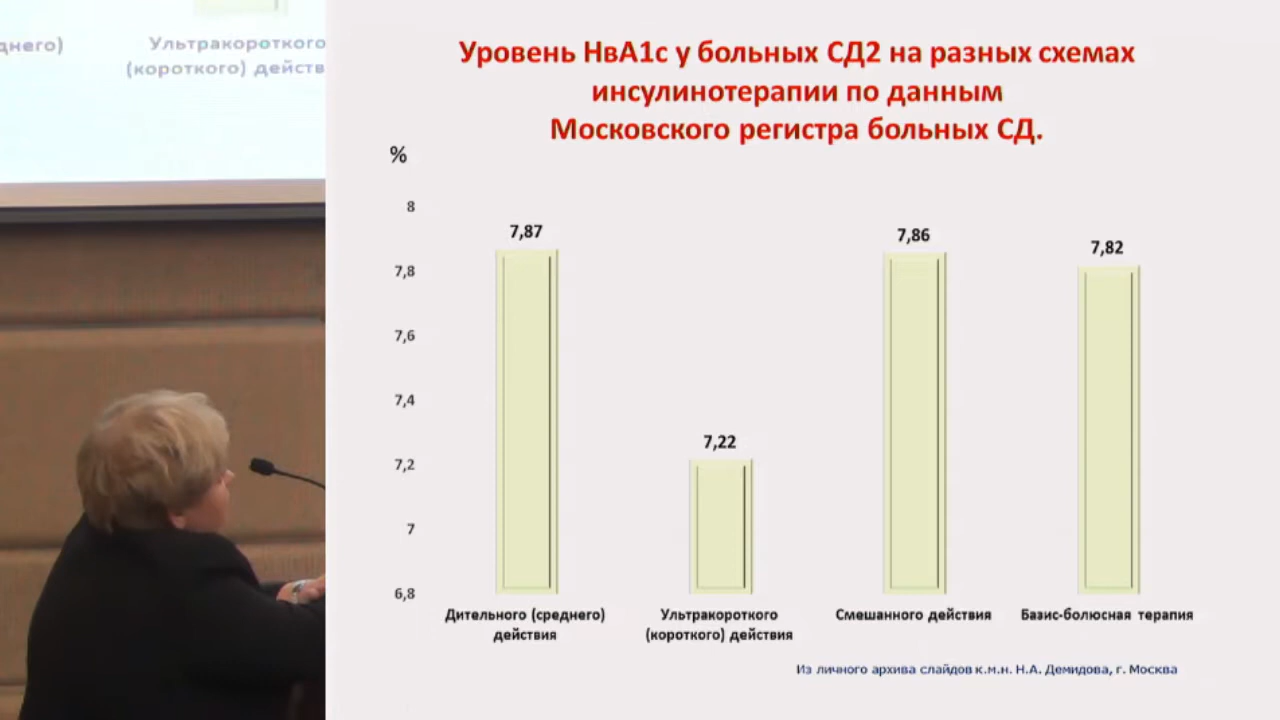 днего)
Ультракороткого
(короткого) действ
Уровень НвА1с у больных СД2 на разных схемах
инсулинотерапии по данным
Московского регистра больных СД.
%
8
7,8
7,6
7,4
7,2
7
6,8
7,87
7,22
7,86
7,82
Дительного (среднего)
действия
Ультракороткого
(короткого) действия
Смешанного действия
Базис-болюсная терапия
Из личного архива слайдов к.м.н. Н.А. Демидова, г. Москва